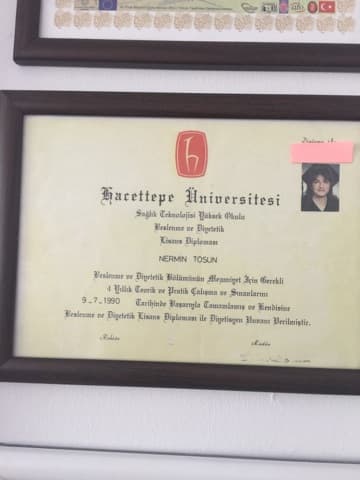 Diploma
Hacettepe Üniversitesi
Sağlık Teknolojisi Yüksek Okulu
Beslenme ve Diyetetik
Lisans Diploması
NERMİN TOSUN
Beslenme ve Diyetetik Bölümünün Mezuniyet İçin Gerekli
4 Yıllık Teorik ve Pratik Çalışma ve Sınavlarını
9.7.1990 Tarihinde Başarıyla Tamamlamış ve Kendisine
Beslenme ve Diyetetik Lisans Diploması ile Diyetisyen Unvanı Verilmiştir.